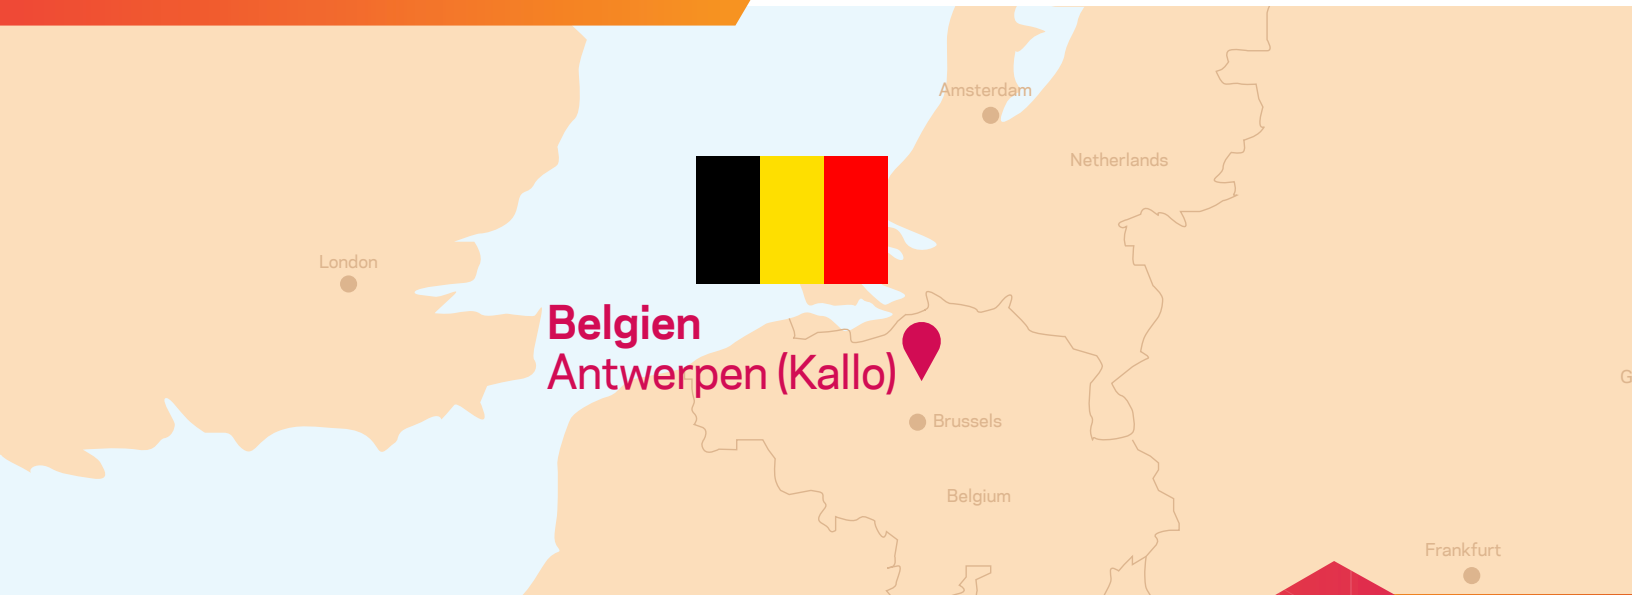 Amsterdam
Netherlands
London
Belgien
Antwerpen (Kallo)
Brussels
Belgium
Frankfurt
G